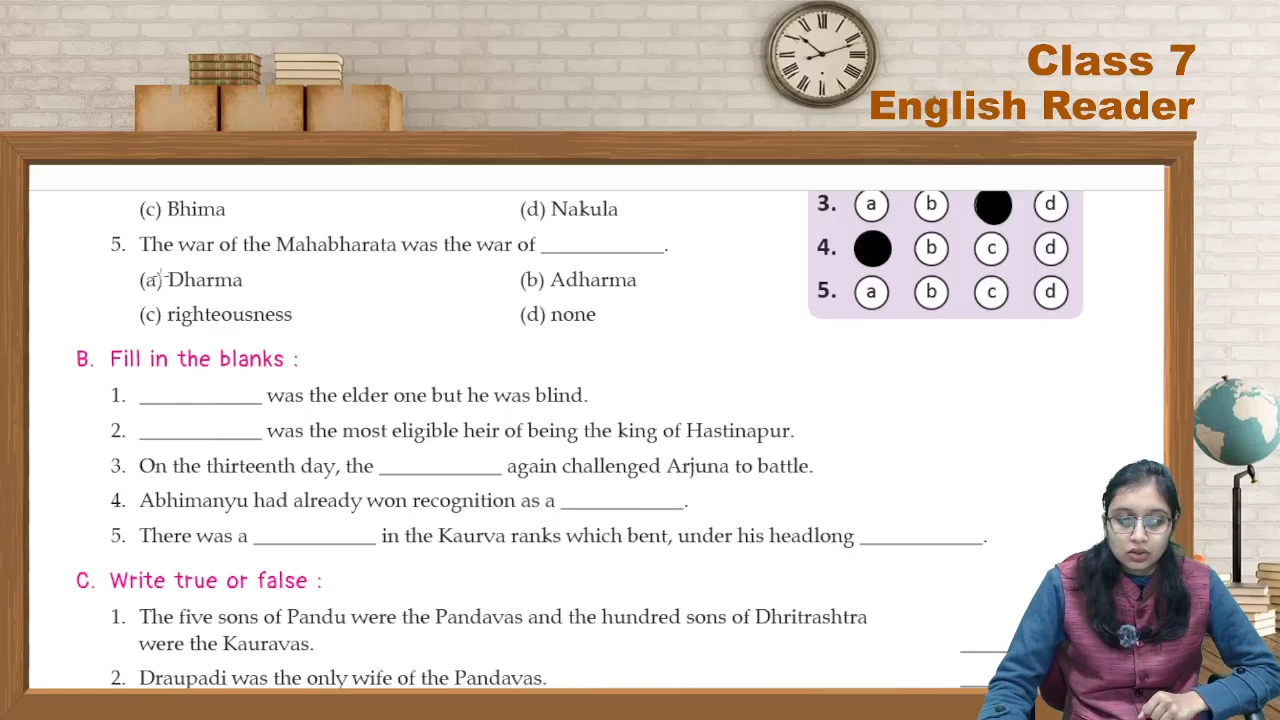 Class 7
English Reader
(c) Bhima (d) Nakula
3. a b d
5. The war of the Mahabharata was the war of ____________.
4. b c d
(a) Dharma (b) Adharma
5. a b c d
(c) righteousness (d) none
B. Fill in the blanks :
1. ____________ was the elder one but he was blind.
2. ____________ was the most eligible heir of being the king of Hastinapur.
3. On the thirteenth day, the ____________ again challenged Arjuna to battle.
4. Abhimanyu had already won recognition as a ____________.
5. There was a ____________ in the Kaurva ranks which bent, under his headlong ____________.
C. Write true or false :
1. The five sons of Pandu were the Pandavas and the hundred sons of Dhritrashtra
were the Kauravas.
2. Draupadi was the only wife of the Pandavas.